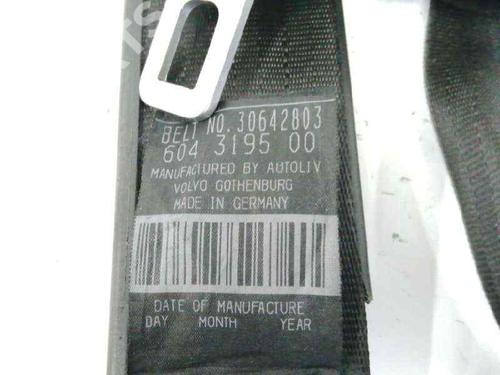 BELT NO. 30642803
604 3195 00
MANUFACTURED BY AUTOLIV
VOLVO GOTHENBURG
MADE IN GERMANY
DATE OF MANUFACTURE
DAY MONTH YEAR